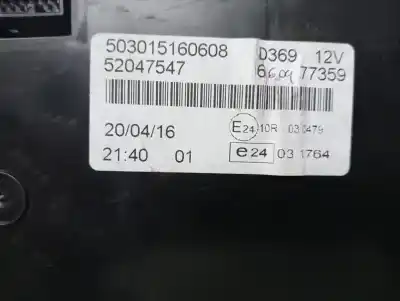 503015160608 D369 12V
52047547 77359
20/04/16 E24 10R 03 0479
21:40 01 e24 03 1764